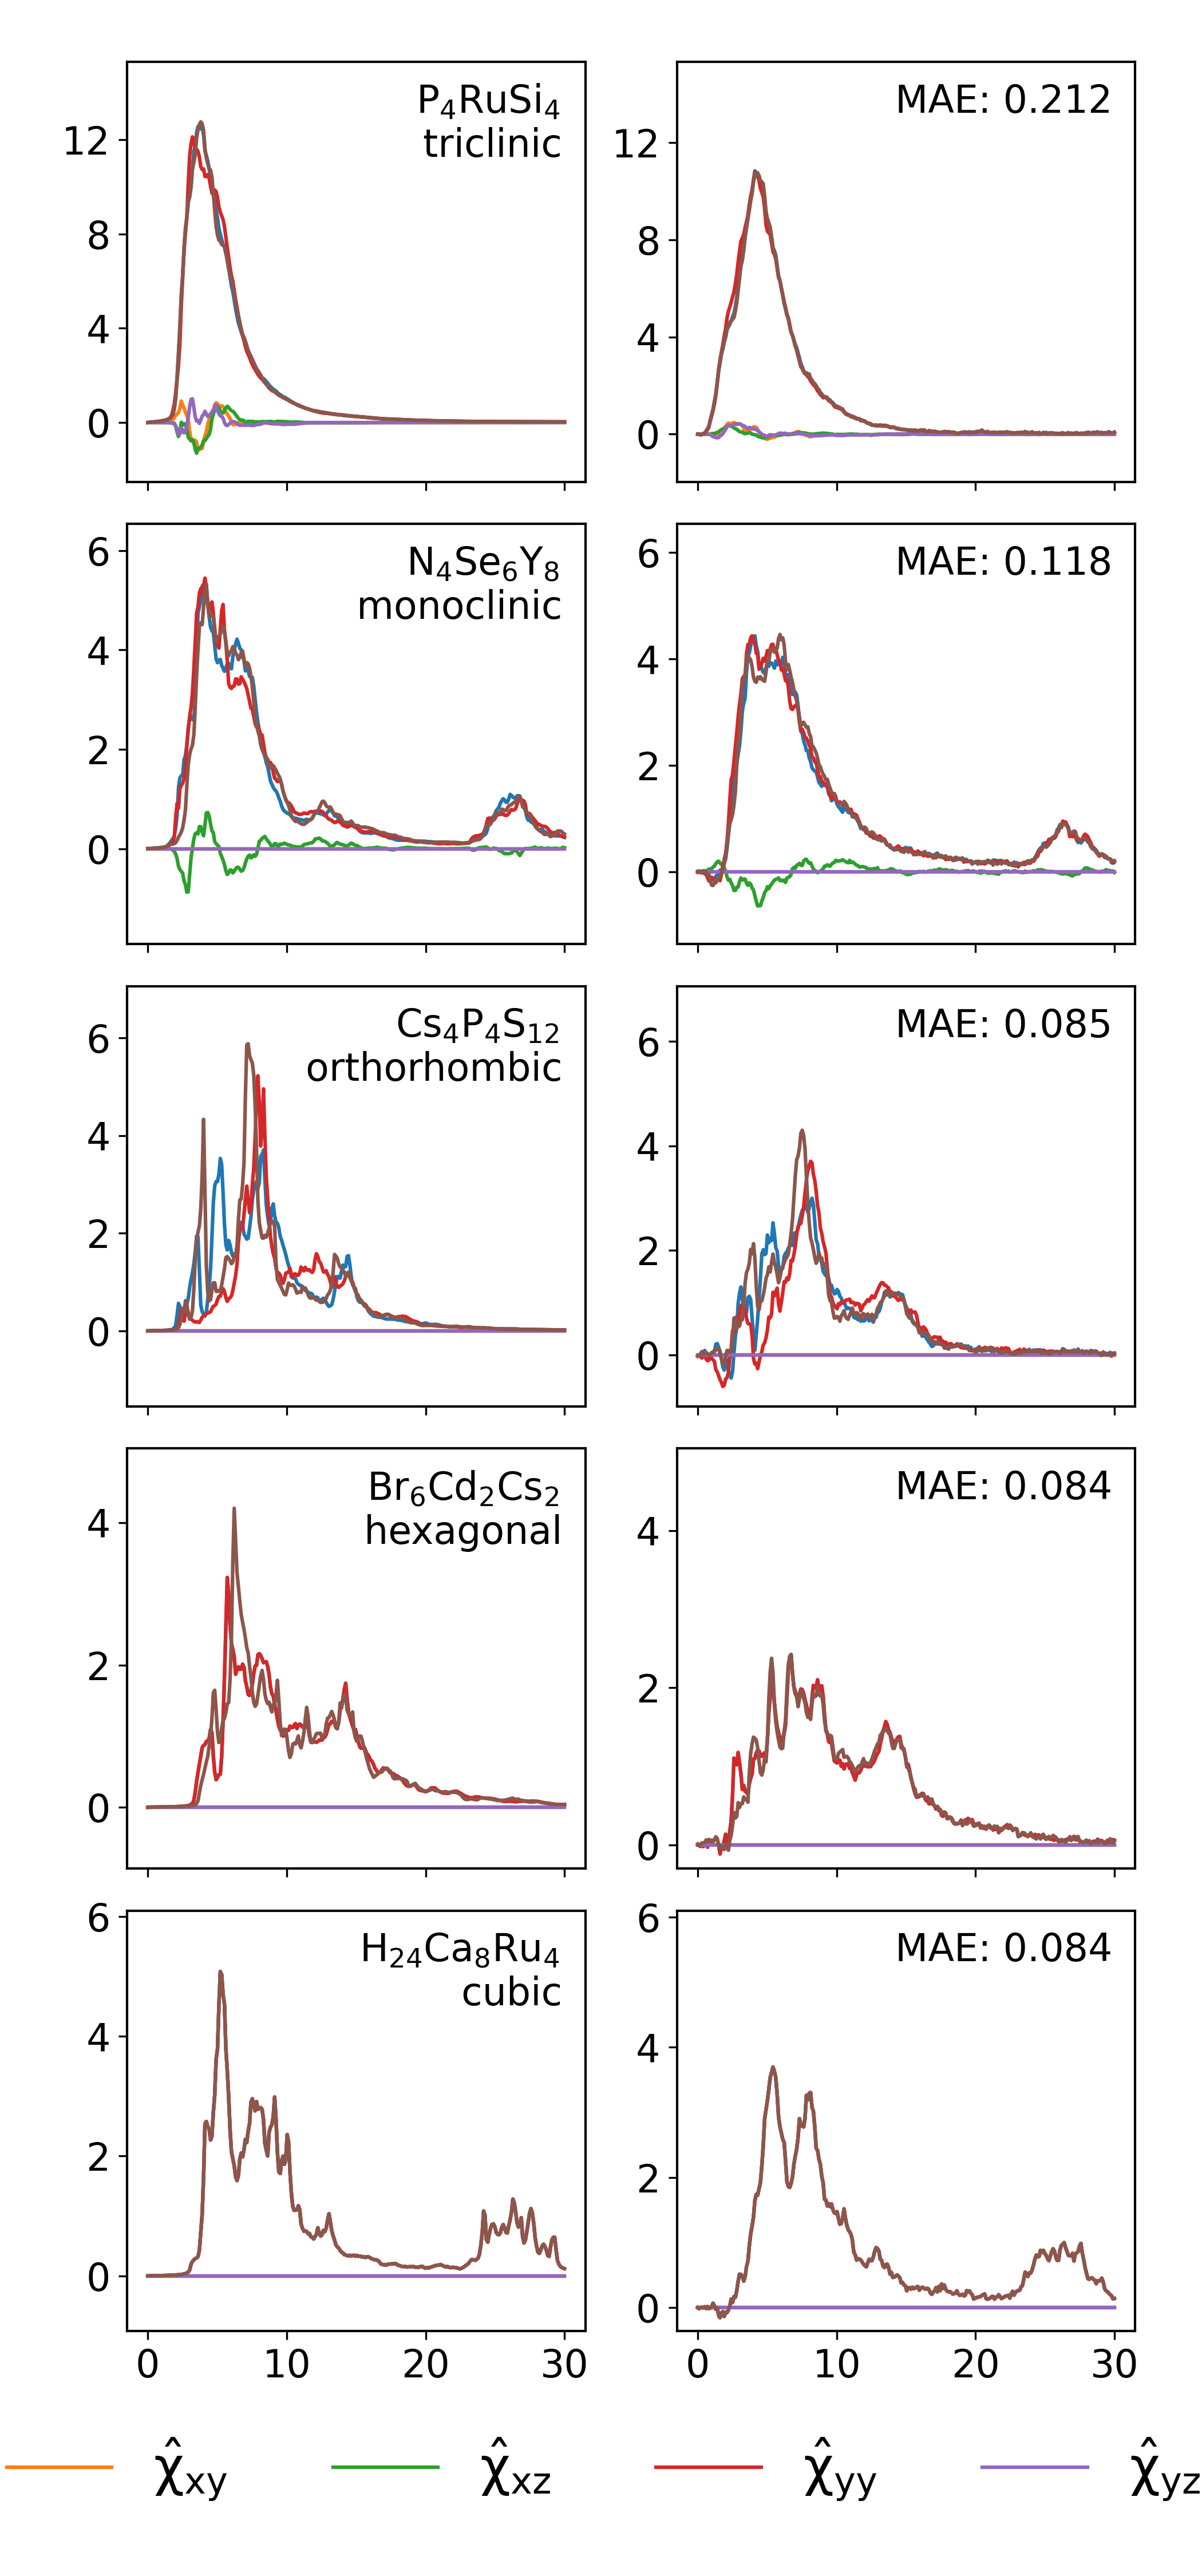 P₄RuSi₄
triclinic
MAE: 0.212
12
8
4
0
12
8
4
0
N₄Se₆Y₈
monoclinic
MAE: 0.118
6
4
2
0
6
4
2
0
Cs₄P₄S₁₂
orthorhombic
MAE: 0.085
6
4
2
0
6
4
2
0
Br₆Cd₂Cs₂
hexagonal
MAE: 0.084
4
2
0
4
2
0
H₂₄Ca₈Ru₄
cubic
MAE: 0.084
6
4
2
0
6
4
2
0
0 10 20 30
0 10 20 30
χ̂xy χ̂xz χ̂yy χ̂yz